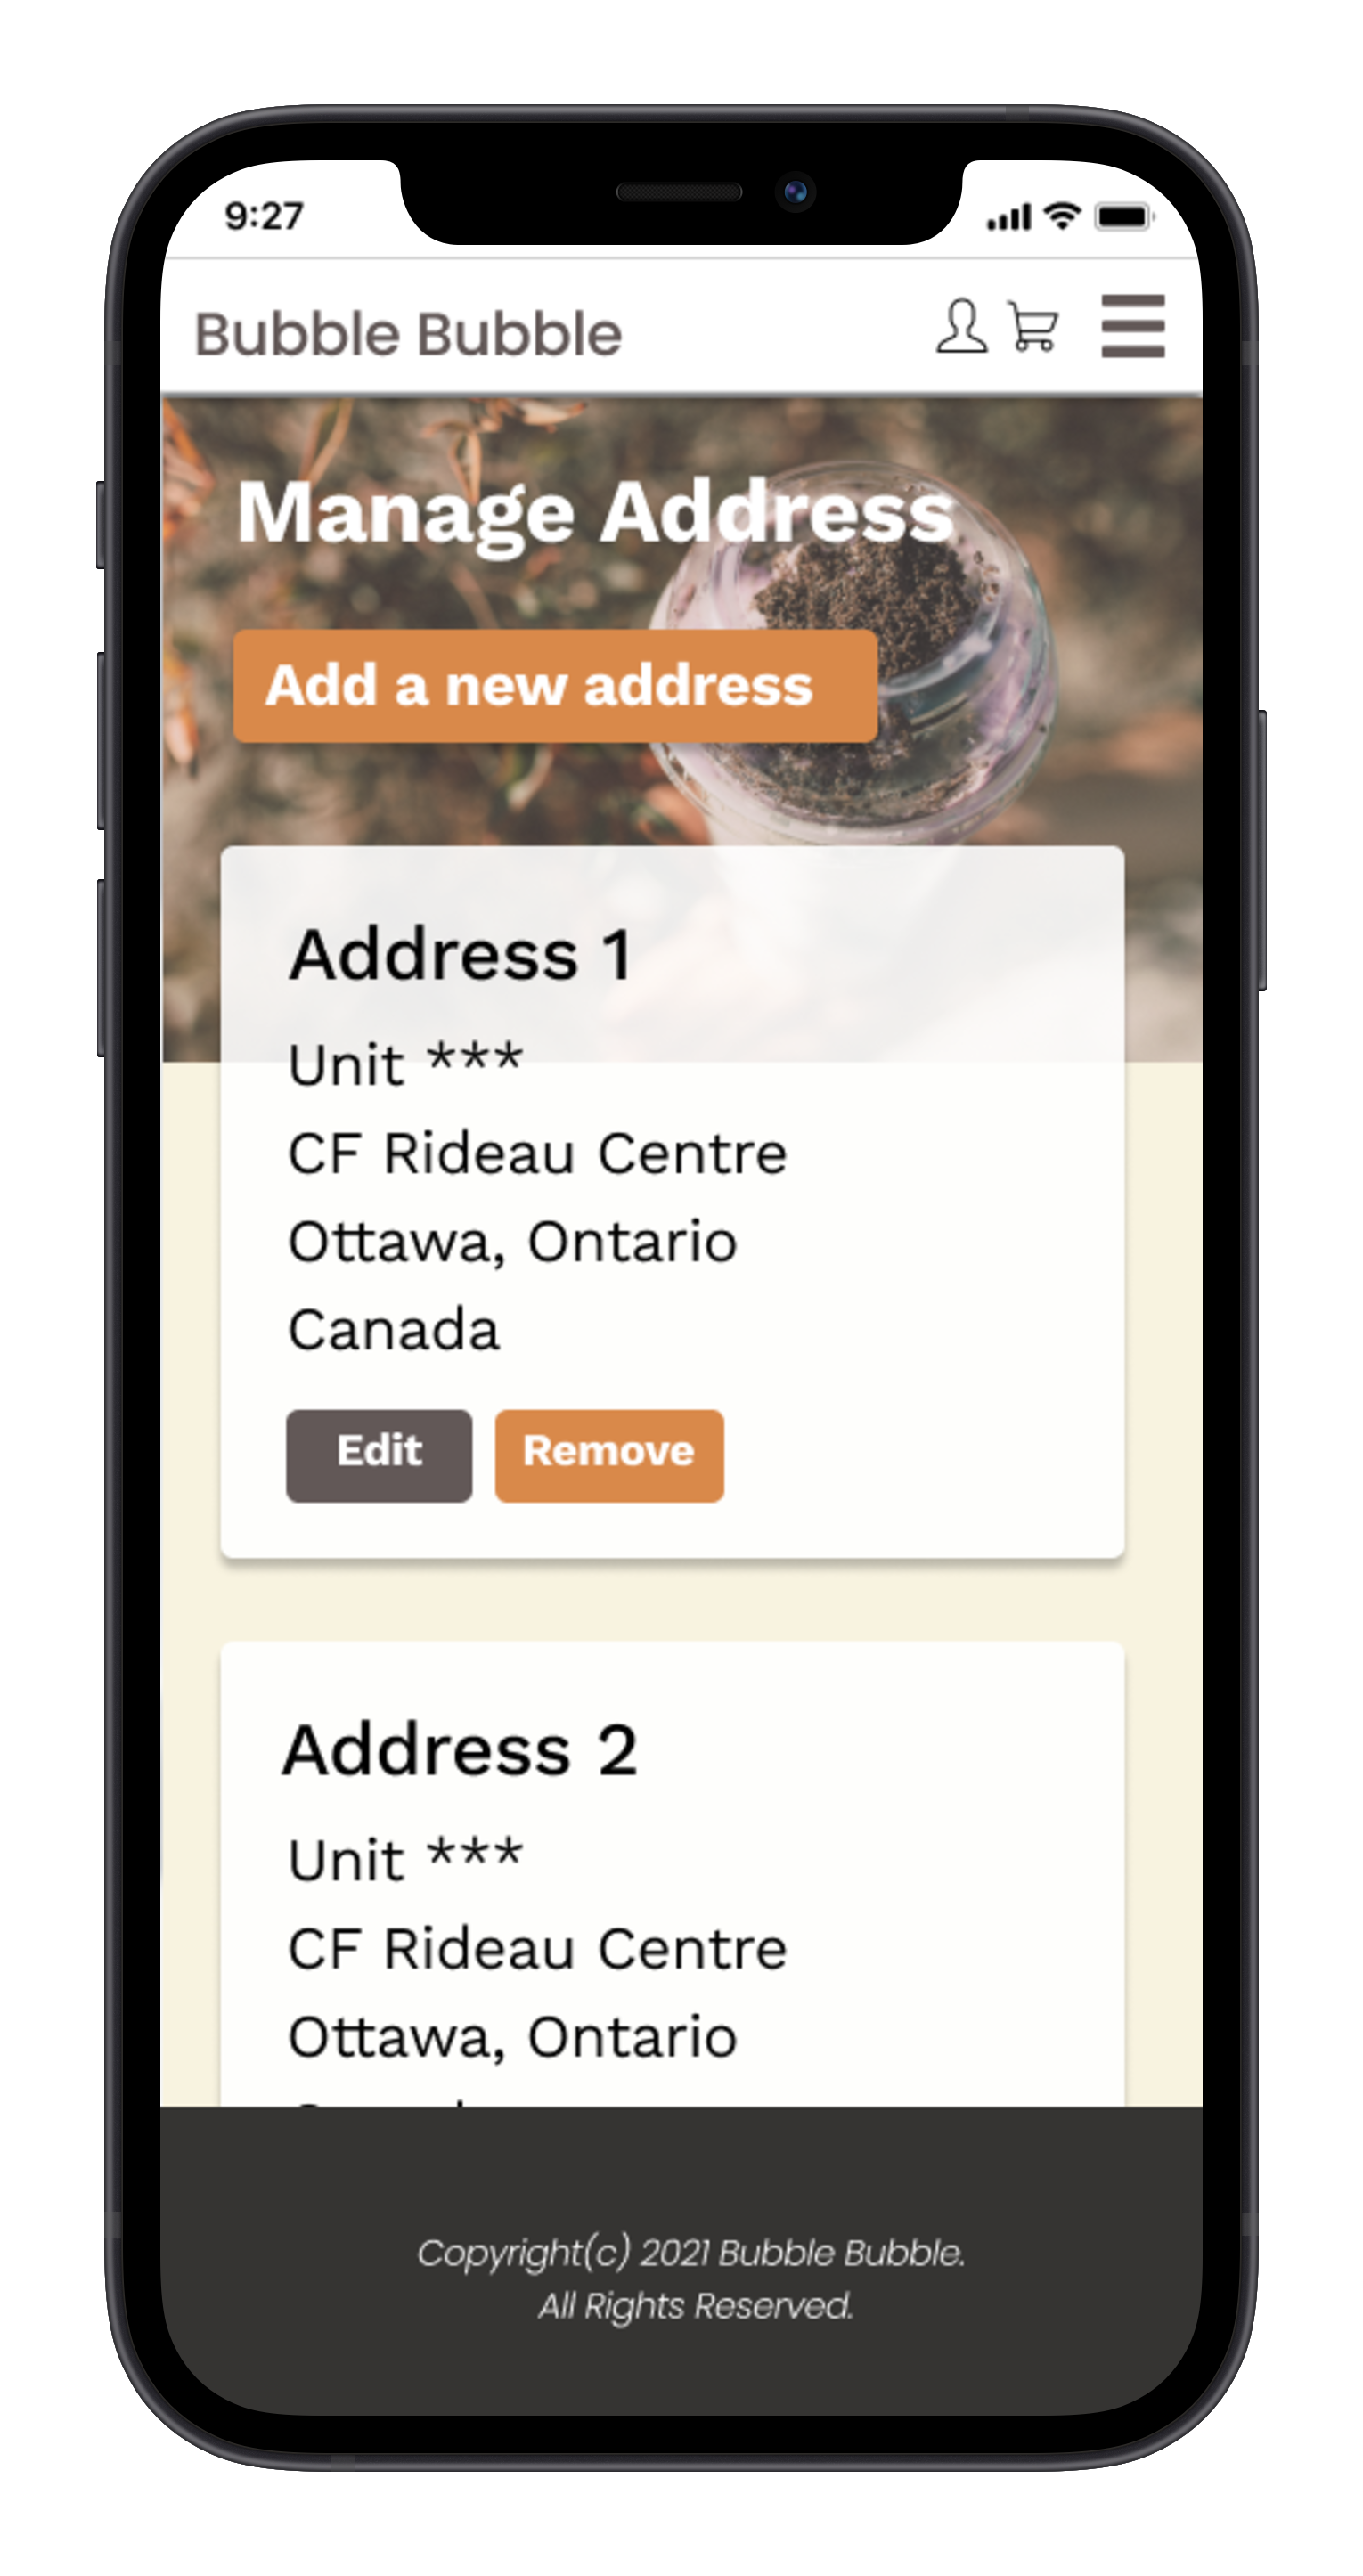 9:27
Bubble Bubble
Manage Address
Add a new address
Address 1
Unit ***
CF Rideau Centre
Ottawa, Ontario
Canada
Edit Remove
Address 2
Unit ***
CF Rideau Centre
Ottawa, Ontario
Copyright(c) 2021 Bubble Bubble.
All Rights Reserved.